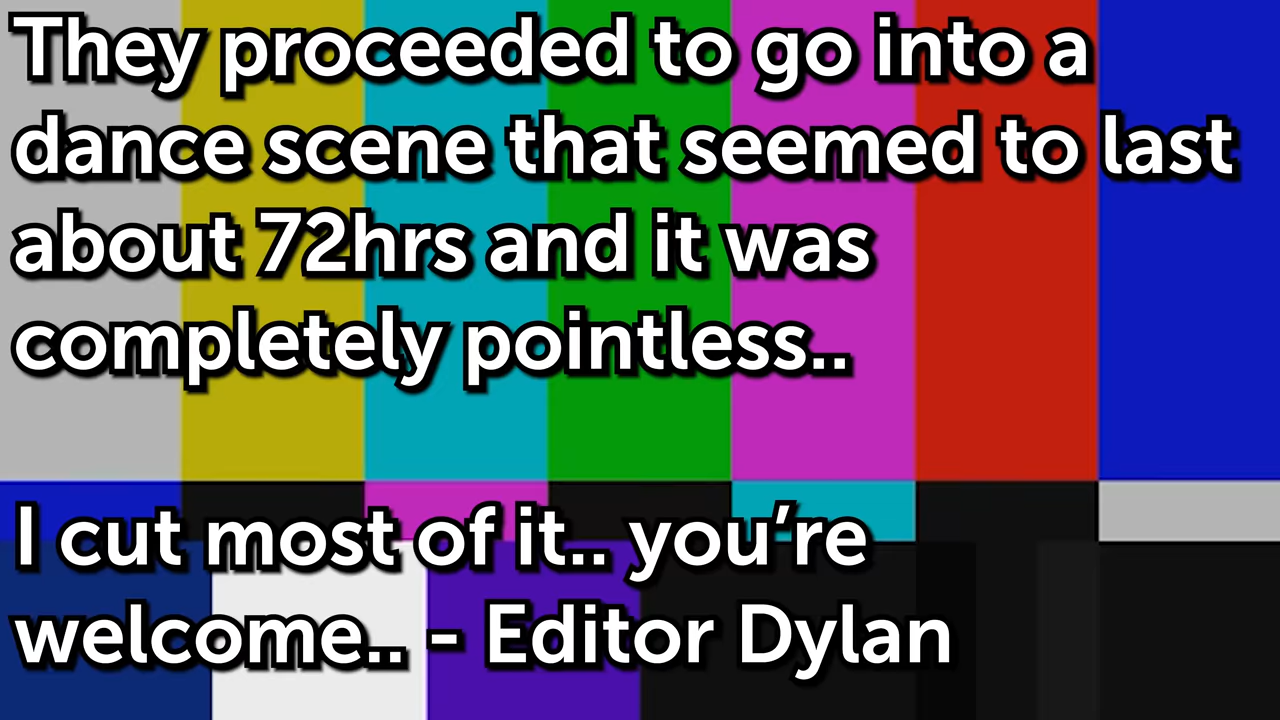 They proceeded to go into a
dance scene that seemed to last
about 72hrs and it was
completely pointless..
I cut most of it.. you’re
welcome.. - Editor Dylan